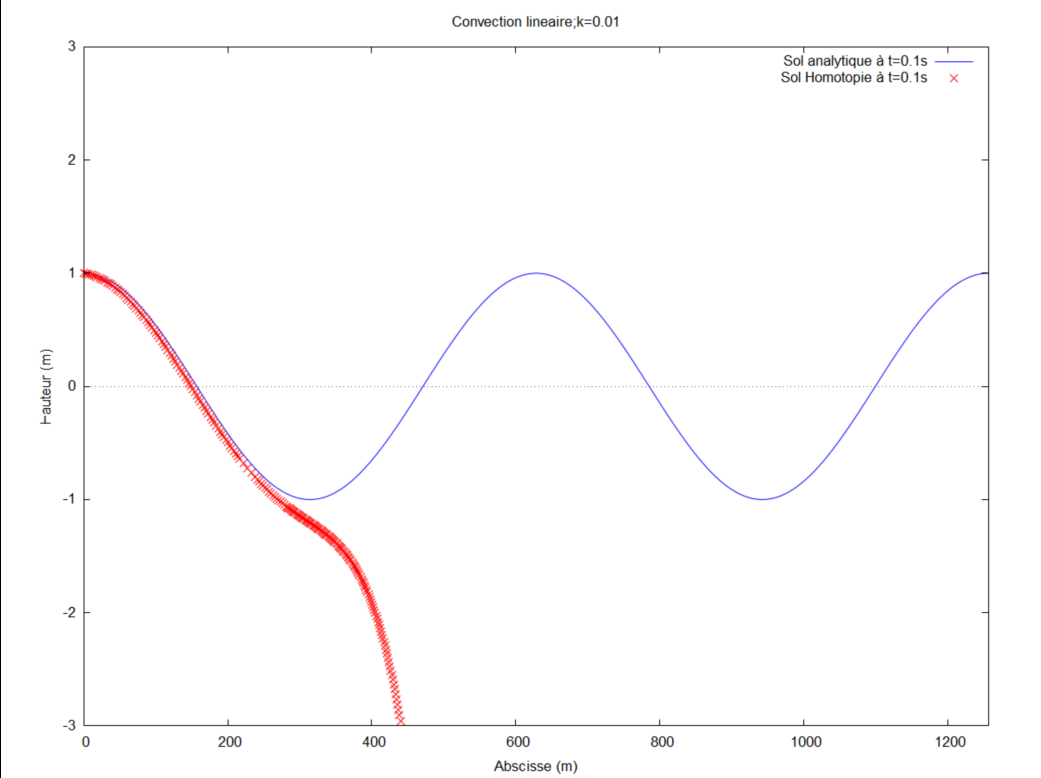 Convection lineaire;k=0.01
Sol analytique à t=0.1s
Sol Homotopie à t=0.1s
3
2
1
0
-1
-2
-3
Hauteur (m)
0 200 400 600 800 1000 1200
Abscisse (m)